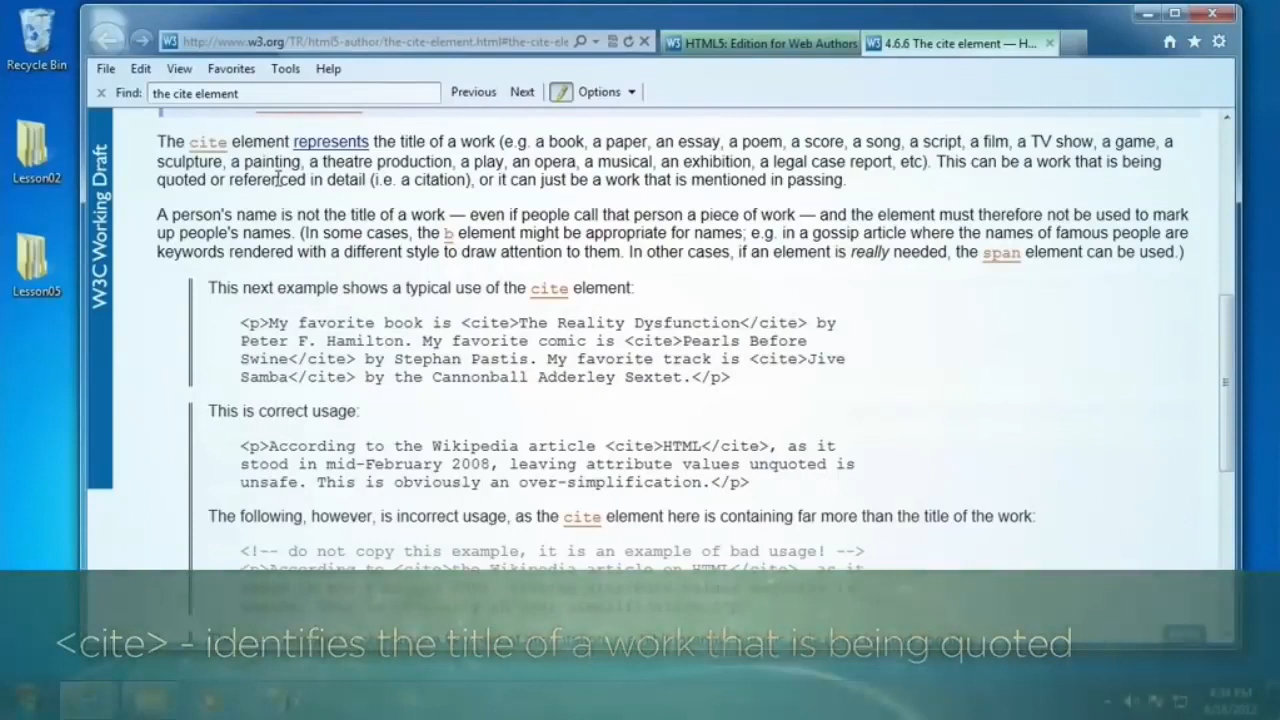 http://www.w3.org/TR/html5-author/the-cite-element.html#the-cite-ele
HTML5: Edition for Web Authors
4.6.6 The cite element — H...
Recycle Bin
File Edit View Favorites Tools Help
Find: the cite element Previous Next Options
The cite element represents the title of a work (e.g. a book, a paper, an essay, a poem, a score, a song, a script, a film, a TV show, a game, a
sculpture, a painting, a theatre production, a play, an opera, a musical, an exhibition, a legal case report, etc). This can be a work that is being
quoted or referenced in detail (i.e. a citation), or it can just be a work that is mentioned in passing.
Lesson02
W3C Working Draft
A person's name is not the title of a work — even if people call that person a piece of work — and the element must therefore not be used to mark
up people's names. (In some cases, the b element might be appropriate for names; e.g. in a gossip article where the names of famous people are
keywords rendered with a different style to draw attention to them. In other cases, if an element is really needed, the span element can be used.)
Lesson05
This next example shows a typical use of the cite element:
<p>My favorite book is <cite>The Reality Dysfunction</cite> by
Peter F. Hamilton. My favorite comic is <cite>Pearls Before
Swine</cite> by Stephan Pastis. My favorite track is <cite>Jive
Samba</cite> by the Cannonball Adderley Sextet.</p>
This is correct usage:
<p>According to the Wikipedia article <cite>HTML</cite>, as it
stood in mid-February 2008, leaving attribute values unquoted is
unsafe. This is obviously an over-simplification.</p>
The following, however, is incorrect usage, as the cite element here is containing far more than the title of the work:
<!-- do not copy this example, it is an example of bad usage! -->
<p>According to <cite>the Wikipedia article on HTML</cite>, as it
<cite> - identifies the title of a work that is being quoted